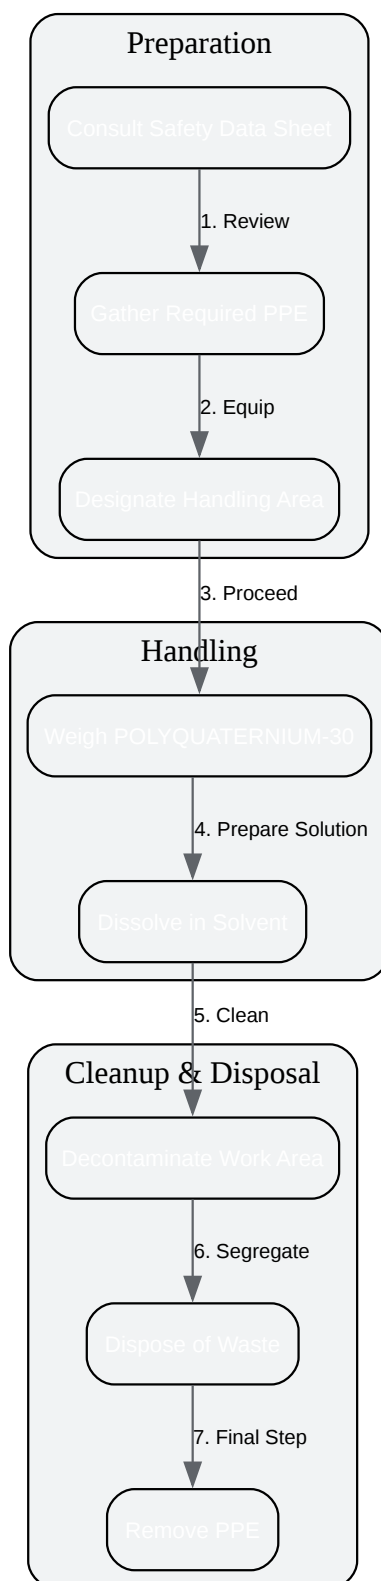 Preparation
Consult Safety Data Sheet
1. Review
Gather Required PPE
2. Equip
Designate Handling Area
3. Proceed
Handling
Weigh POLYQUATERNIUM-30
4. Prepare Solution
Dissolve in Solvent
5. Clean
Cleanup & Disposal
Decontaminate Work Area
6. Segregate
Dispose of Waste
7. Final Step
Remove PPE